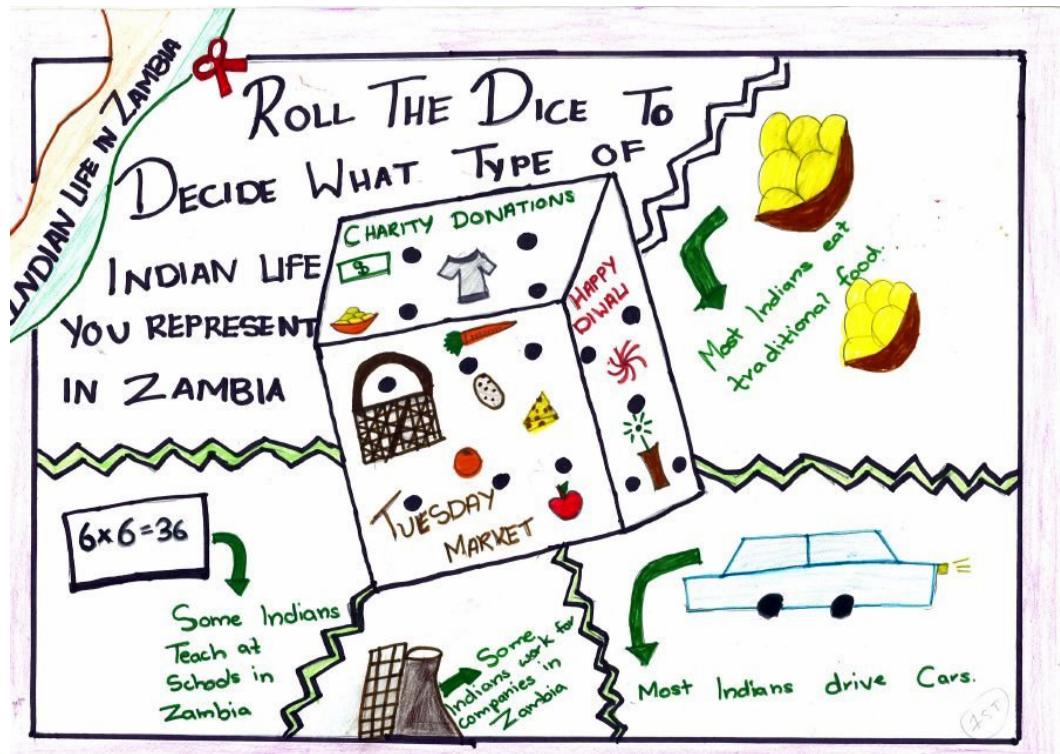 INDIAN LIFE IN ZAMBIA
ROLL THE DICE TO
DECIDE WHAT TYPE OF
INDIAN LIFE
YOU REPRESENT
IN ZAMBIA
CHARITY DONATIONS
$
HAPPY
DIWALI
TUESDAY
MARKET
Most Indians eat
traditional food.
6x6=36
Some Indians
Teach at
Schools in
Zambia
Some
Indians work for
companies in
Zambia
Most Indians drive Cars.
1ST